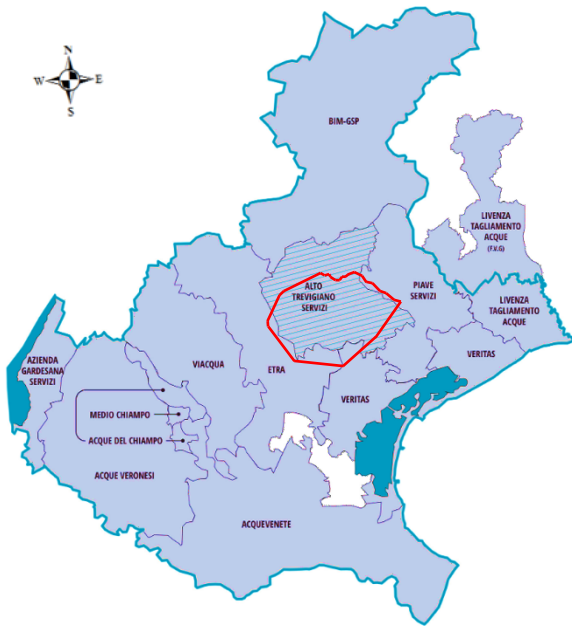 N
W E
S
BIM-GSP
LIVENZA
TAGLIAMENTO
ACQUE
(F.V.G)
ALTO
TREVIGIANO
SERVIZI
PIAVE
SERVIZI
LIVENZA
TAGLIAMENTO
ACQUE
AZIENDA
GARDESANA
SERVIZI
VIACQUA
ETRA
VERITAS
VERITAS
MEDIO CHIAMPO
ACQUE DEL CHIAMPO
ACQUE VERONESI
ACQUEVENETE